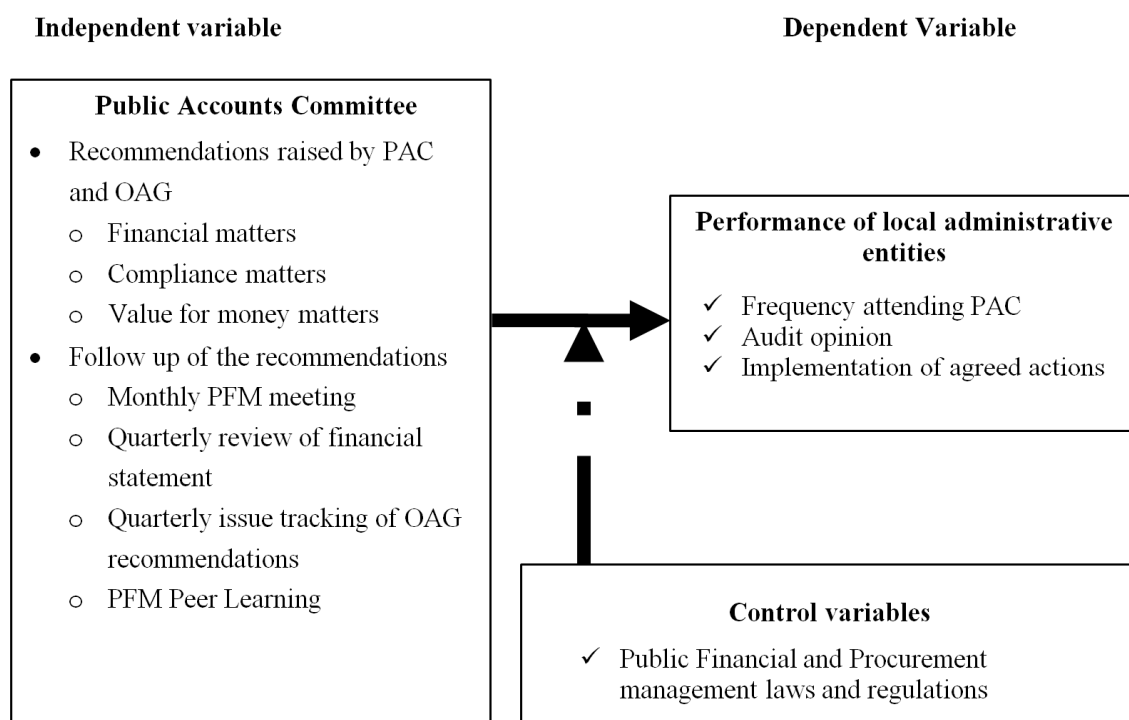 Independent variable
Dependent Variable
Public Accounts Committee
• Recommendations raised by PAC
and OAG
o Financial matters
o Compliance matters
o Value for money matters
• Follow up of the recommendations
o Monthly PFM meeting
o Quarterly review of financial
statement
o Quarterly issue tracking of OAG
recommendations
o PFM Peer Learning
Performance of local administrative
entities
✓ Frequency attending PAC
✓ Audit opinion
✓ Implementation of agreed actions
Control variables
✓ Public Financial and Procurement
management laws and regulations